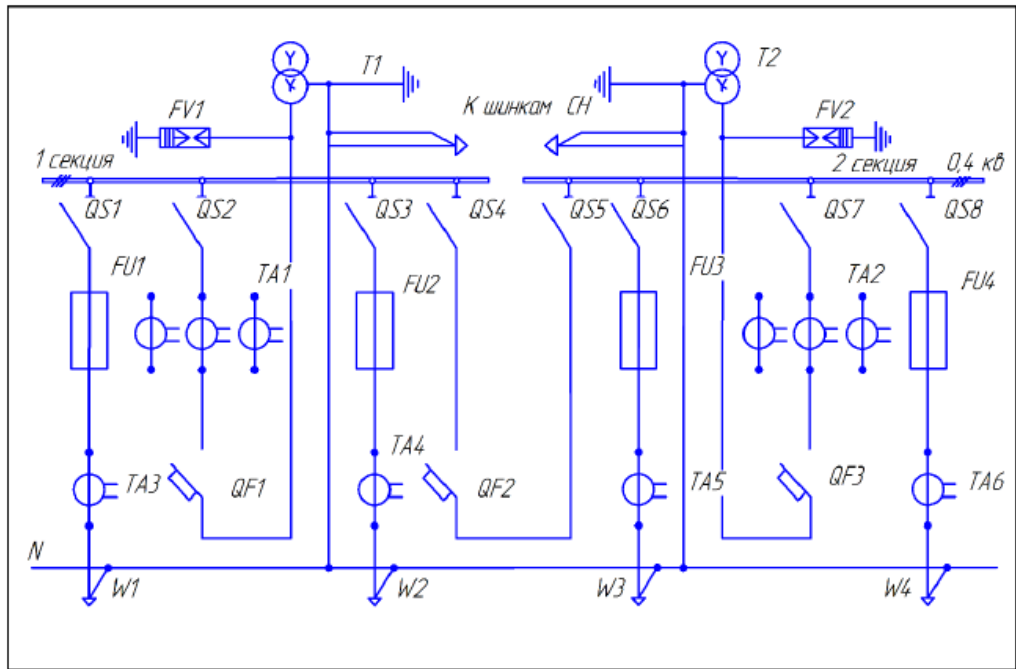 T1
T2
К шинкам СН
FV1
FV2
1 секция
2 секция
0,4 кв
QS1
QS2
QS3
QS4
QS5
QS6
QS7
QS8
FU1
TA1
FU2
FU3
TA2
FU4
TA3
QF1
TA4
QF2
TA5
QF3
TA6
N
W1
W2
W3
W4